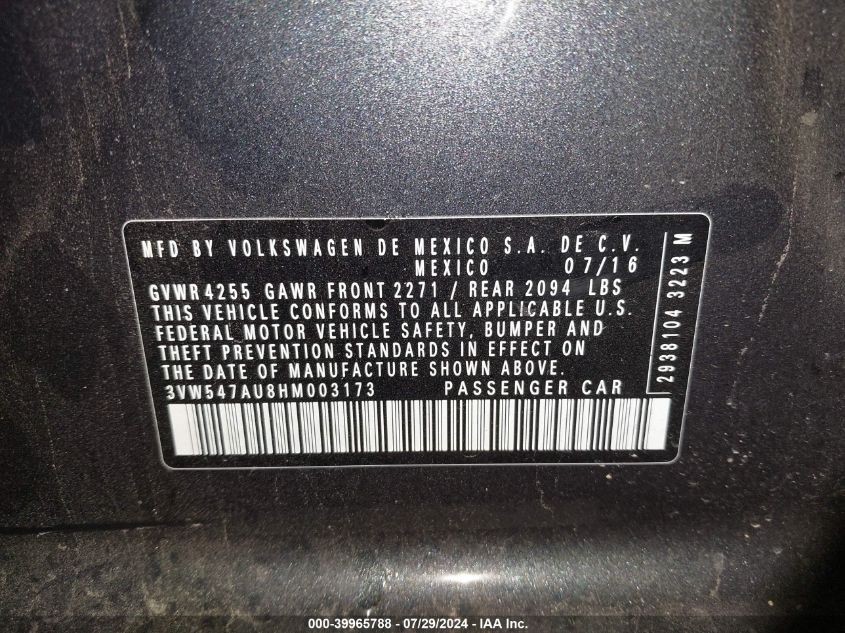 MFD BY VOLKSWAGEN DE MEXICO S.A. DE C.V.
MEXICO 07/16
GVWR 4255 GAWR FRONT 2271 / REAR 2094 LBS
THIS VEHICLE CONFORMS TO ALL APPLICABLE U.S.
FEDERAL MOTOR VEHICLE SAFETY, BUMPER AND
THEFT PREVENTION STANDARDS IN EFFECT ON
THE DATE OF MANUFACTURE SHOWN ABOVE.
3VW547AU8HM003173 PASSENGER CAR
2938104 3223 M
000-39965788 - 07/29/2024 - IAA Inc.